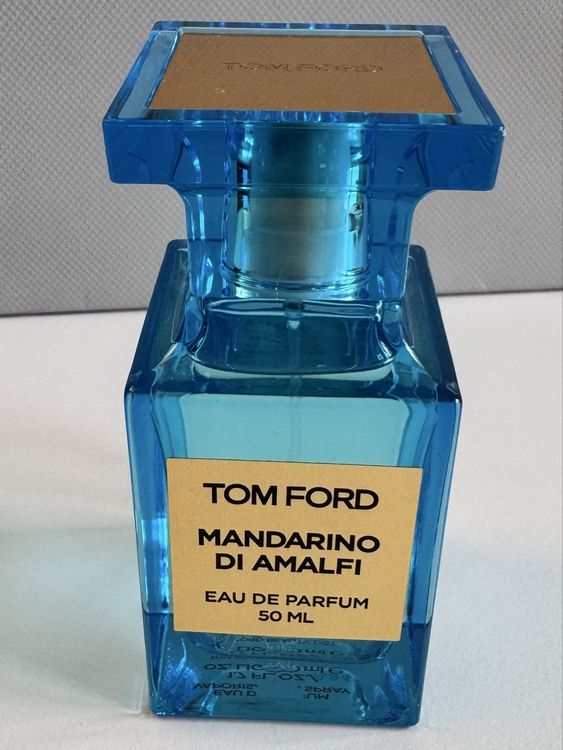 TOM FORD
TOM FORD
MANDARINO
DI AMALFI
EAU DE PARFUM
50 ML